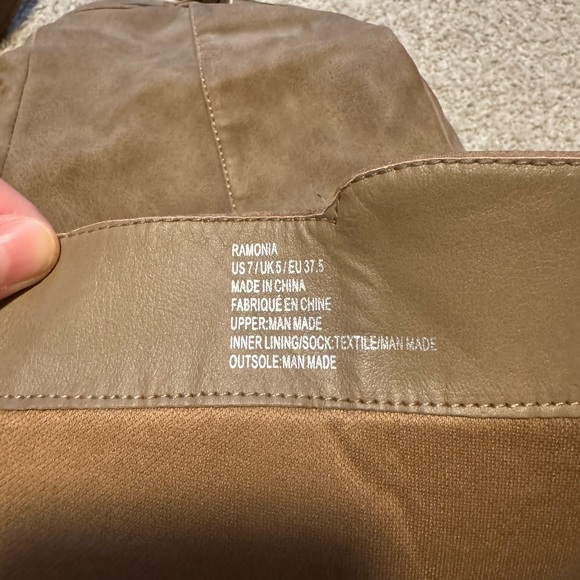 RAMONIA
US 7 / UK 5 / EU 37.5
MADE IN CHINA
FABRIQUÉ EN CHINE
UPPER:MAN MADE
INNER LINING/SOCK:TEXTILE/MAN MADE
OUTSOLE:MAN MADE